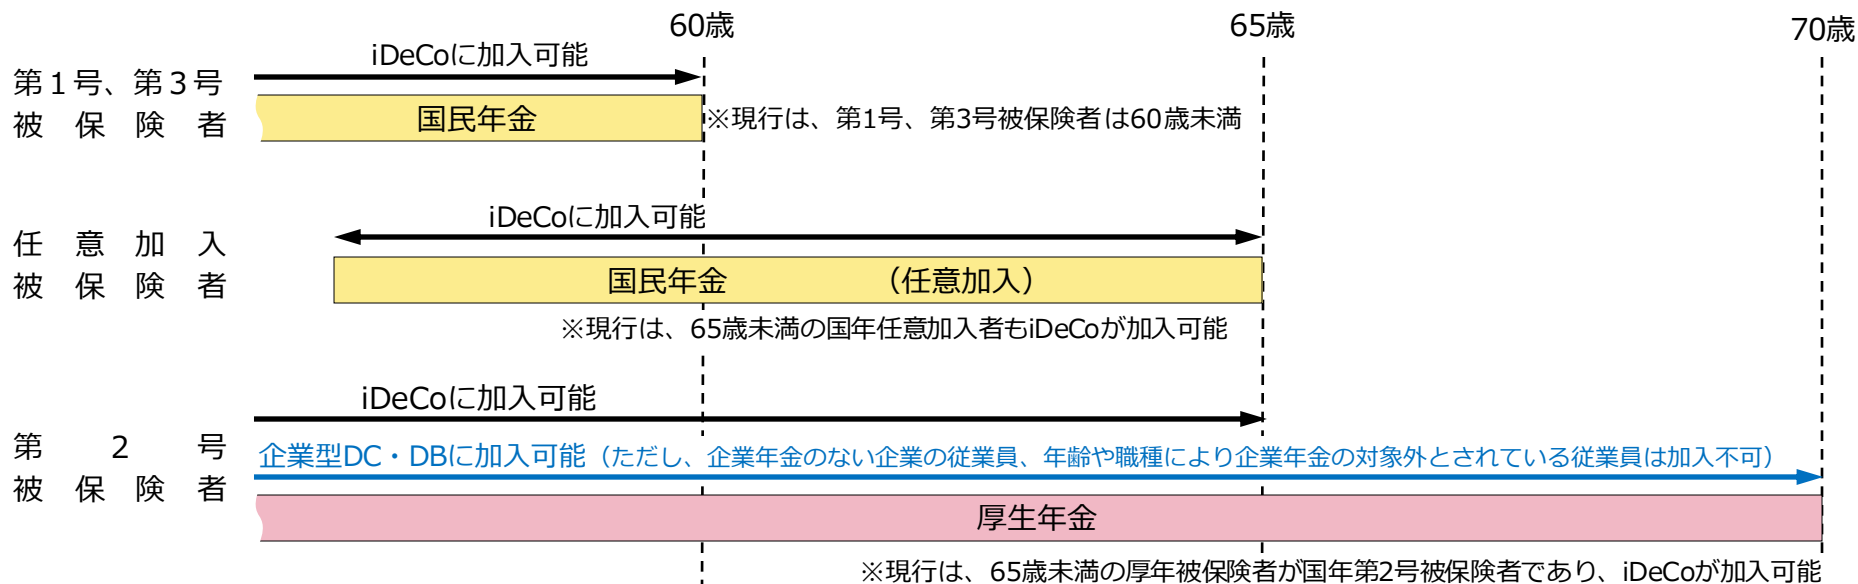 60歳
65歳
70歳
iDeCoに加入可能
第1号、第3号
被保険者
国民年金
※現行は、第1号、第3号被保険者は60歳未満
iDeCoに加入可能
任意加入
被保険者
国民年金　　　　　（任意加入）
※現行は、65歳未満の国年任意加入者もiDeCoが加入可能
iDeCoに加入可能
第2号
被保険者
企業型DC・DBに加入可能（ただし、企業年金のない企業の従業員、年齢や職種により企業年金の対象外とされている従業員は加入不可）
厚生年金
※現行は、65歳未満の厚年被保険者が国年第2号被保険者であり、iDeCoが加入可能